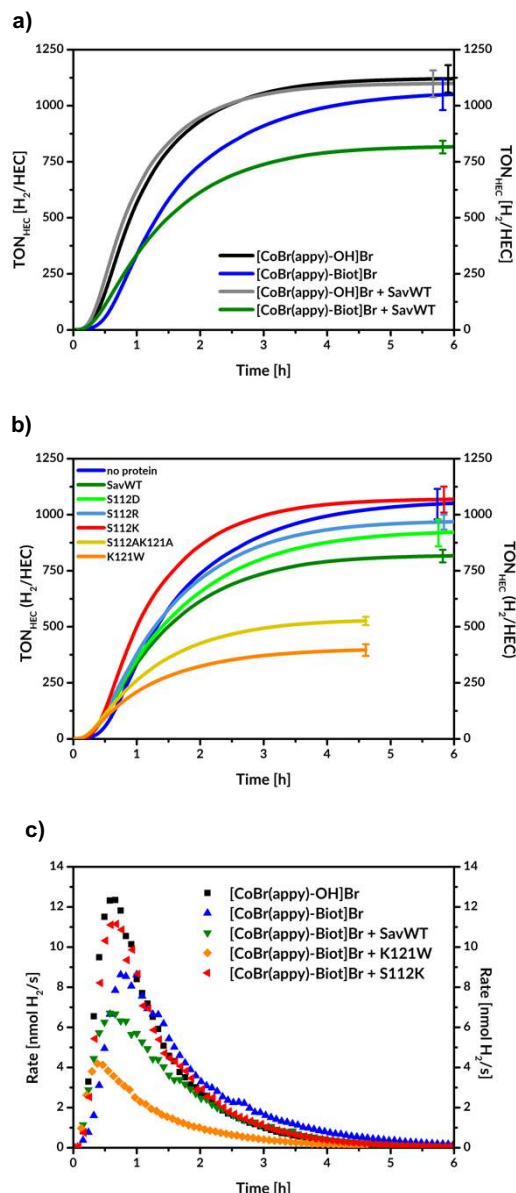 a)
1250
1000
750
500
250
0
TON_HEC [H₂/HEC]
1250
1000
750
500
250
0
TON_HEC [H₂/HEC]
[CoBr(appy)-OH]Br
[CoBr(appy)-Biot]Br
[CoBr(appy)-OH]Br + SavWT
[CoBr(appy)-Biot]Br + SavWT
0 1 2 3 4 5 6
Time [h]
b)
1250
1000
750
500
250
0
TON_HEC (H₂/HEC)
1250
1000
750
500
250
0
TON_HEC (H₂/HEC)
no protein
SavWT
S112D
S112R
S112K
S112AK121A
K121W
0 1 2 3 4 5 6
Time [h]
c)
14
12
10
8
6
4
2
0
Rate [nmol H₂/s]
14
12
10
8
6
4
2
0
Rate [nmol H₂/s]
[CoBr(appy)-OH]Br
[CoBr(appy)-Biot]Br
[CoBr(appy)-Biot]Br + SavWT
[CoBr(appy)-Biot]Br + K121W
[CoBr(appy)-Biot]Br + S112K
0 1 2 3 4 5 6
Time [h]